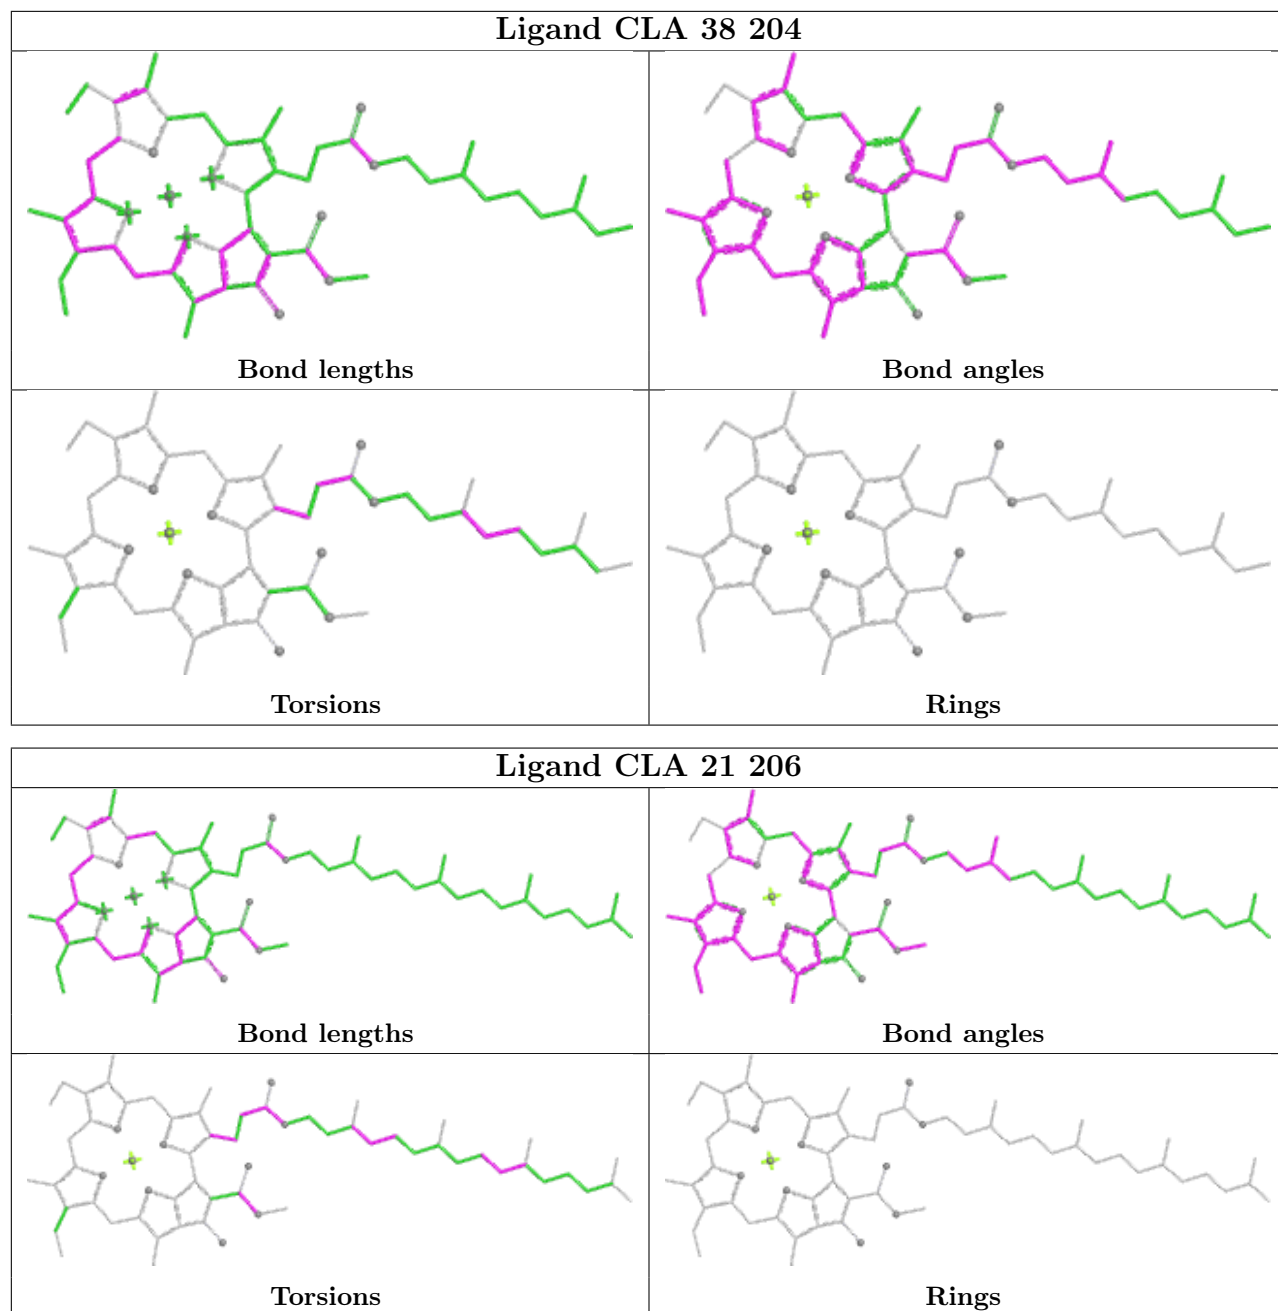 Ligand CLA 38 204
Bond lengths
Bond angles
Torsions
Rings
Ligand CLA 21 206
Bond lengths
Bond angles
Torsions
Rings